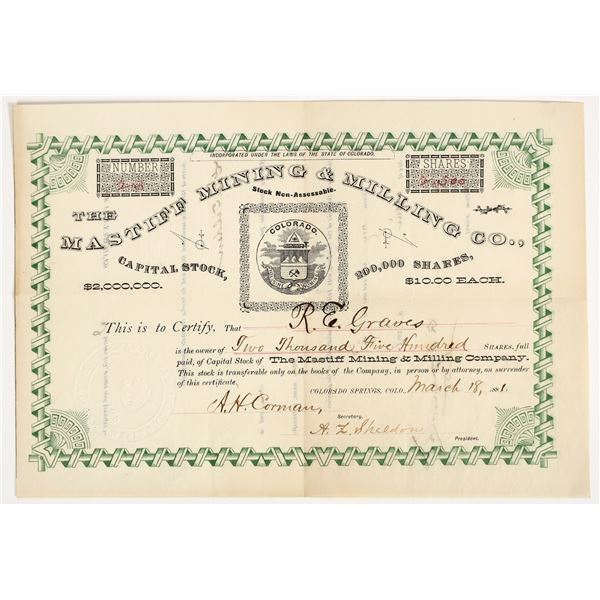 INCORPORATED UNDER THE LAWS OF THE STATE OF COLORADO.
NUMBER
SHARES
THE MASTIFF MINING & MILLING CO.,
Stock Non-Assessable.
COLORADO.
CAPITAL STOCK, 200,000 SHARES,
$2,000,000. $10.00 EACH.
This is to Certify, That R. E. Graves
is the owner of Two Thousand Five Hundred SHARES, full
paid, of Capital Stock of The Mastiff Mining & Milling Company.
This stock is transferable only on the books of the Company, in person or by attorney, on surrender
of this certificate.
COLORADO SPRINGS, COLO. March 18, 1881.
A. H. Corman,
Secretary.
A. Z. Sheldon
President.